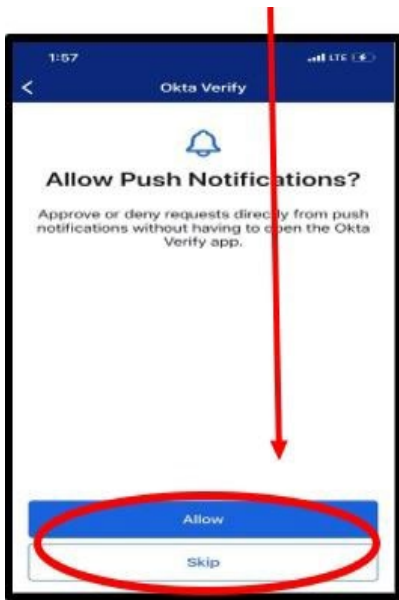 1:57
LTE
Okta Verify
Allow Push Notifications?
Approve or deny requests directly from push
notifications without having to open the Okta
Verify app.
Allow
Skip